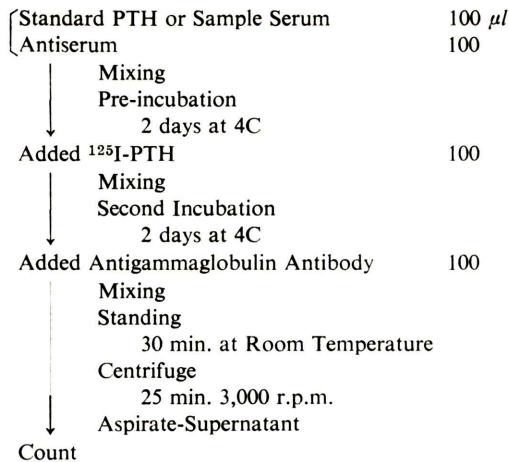 Standard PTH or Sample Serum 100 μl
Antiserum 100
Mixing
Pre-incubation
2 days at 4C
Added ¹²⁵I-PTH 100
Mixing
Second Incubation
2 days at 4C
Added Antigammaglobulin Antibody 100
Mixing
Standing
30 min. at Room Temperature
Centrifuge
25 min. 3,000 r.p.m.
Aspirate-Supernatant
Count